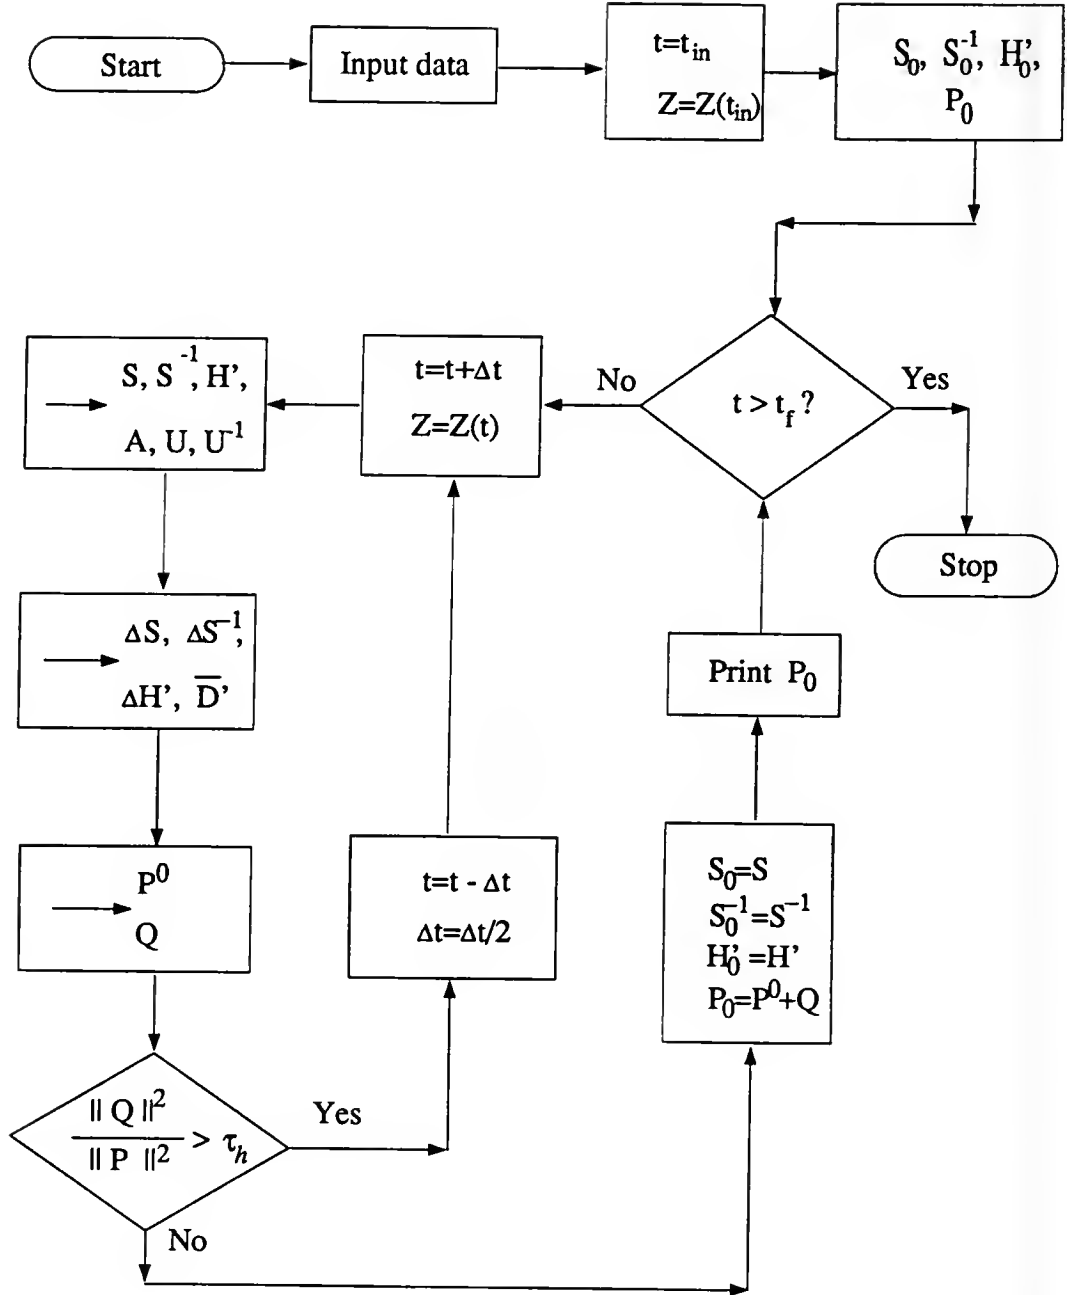 Start
Input data
t=t_in
Z=Z(t_in)
S_0, S_0^-1, H_0',
P_0
t > t_f ?
No
Yes
Stop
t=t+Δt
Z=Z(t)
S, S^-1, H',
A, U, U^-1
ΔS, ΔS^-1,
ΔH', D̅'
P^0
Q
|| Q ||^2
|| P ||^2
> τ_h
Yes
No
t=t - Δt
Δt=Δt/2
Print P_0
S_0=S
S_0^-1=S^-1
H_0'=H'
P_0=P^0+Q